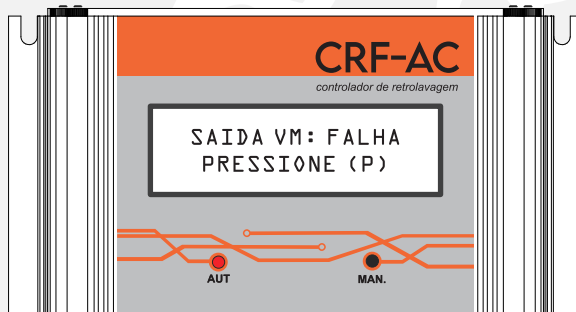 CRF-AC
controlador de retrolavagem
SAIDA VM: FALHA
PRESSIONE (P)
AUT
MAN.